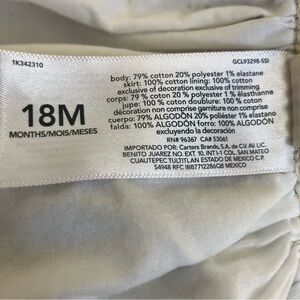 1K342310
GCL93298-SSI
18M
MONTHS/MOIS/MESES
body: 79% cotton 20% polyester 1% elastane
skirt: 100% cotton lining: 100% cotton
exclusive of decoration exclusive of trimming
corps: 79 % coton 20 % polyester 1 % élasthanne
jupe: 100 % coton doublure: 100% coton
décoration non comprise garniture non comprise
cuerpo: 79% ALGODÓN 20% poliéster 1% elastano
falda: 100% ALGODÓN forro: 100% ALGODÓN
excluyendo la decoración
RN# 96367 CA# 53061
IMPORTADO POR: Carters Brands, S.A. de C.V. AV. LIC.
BENITO JUAREZ NO. EXT. 10, INT I-1 COL. SAN MATEO
CUAUTEPEC TULTITLAN ESTADO DE MEXICO C.P.
54948 RFC
MEXICO